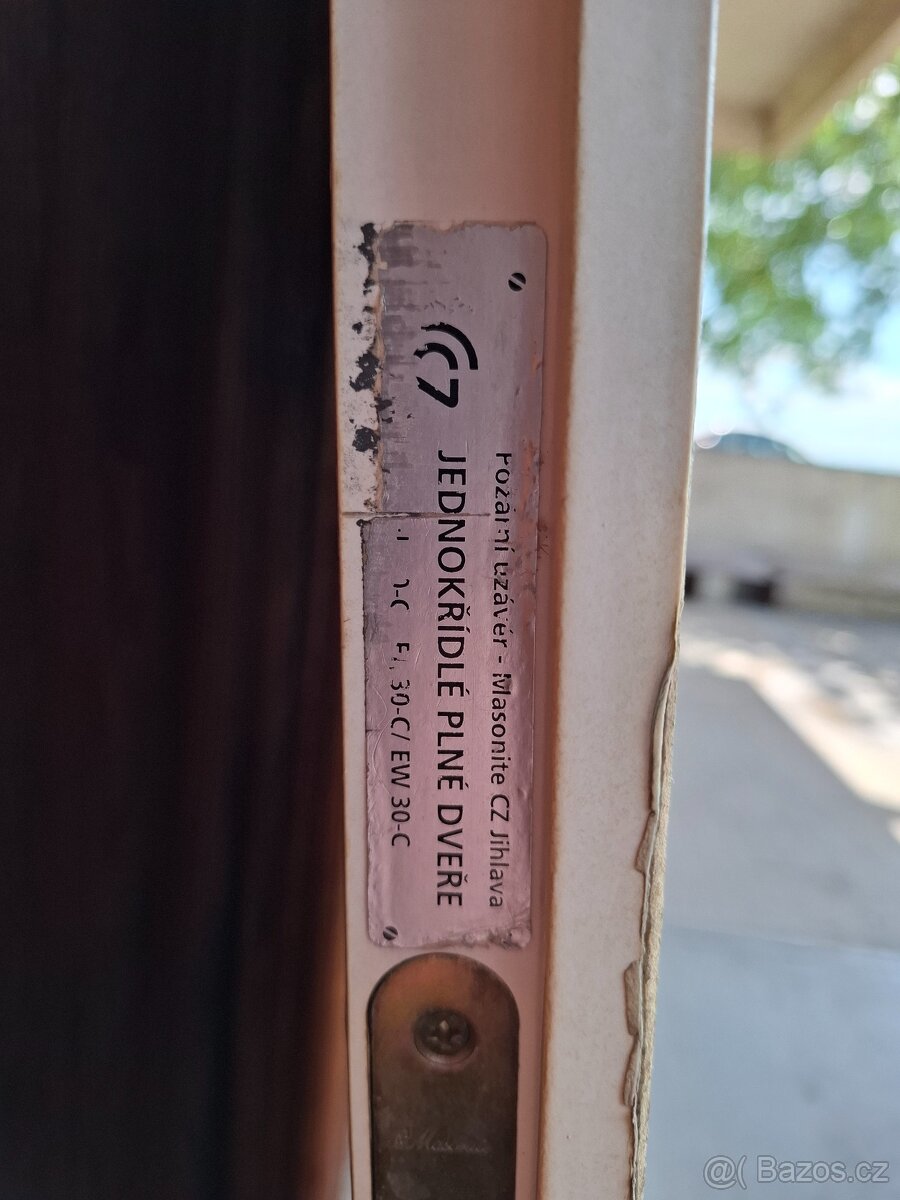 Požární uzávěr - Masonite CZ Jihlava
JEDNOKŘÍDLÉ PLNÉ DVEŘE
30-C/ EW 30-C
@( Bazos.cz